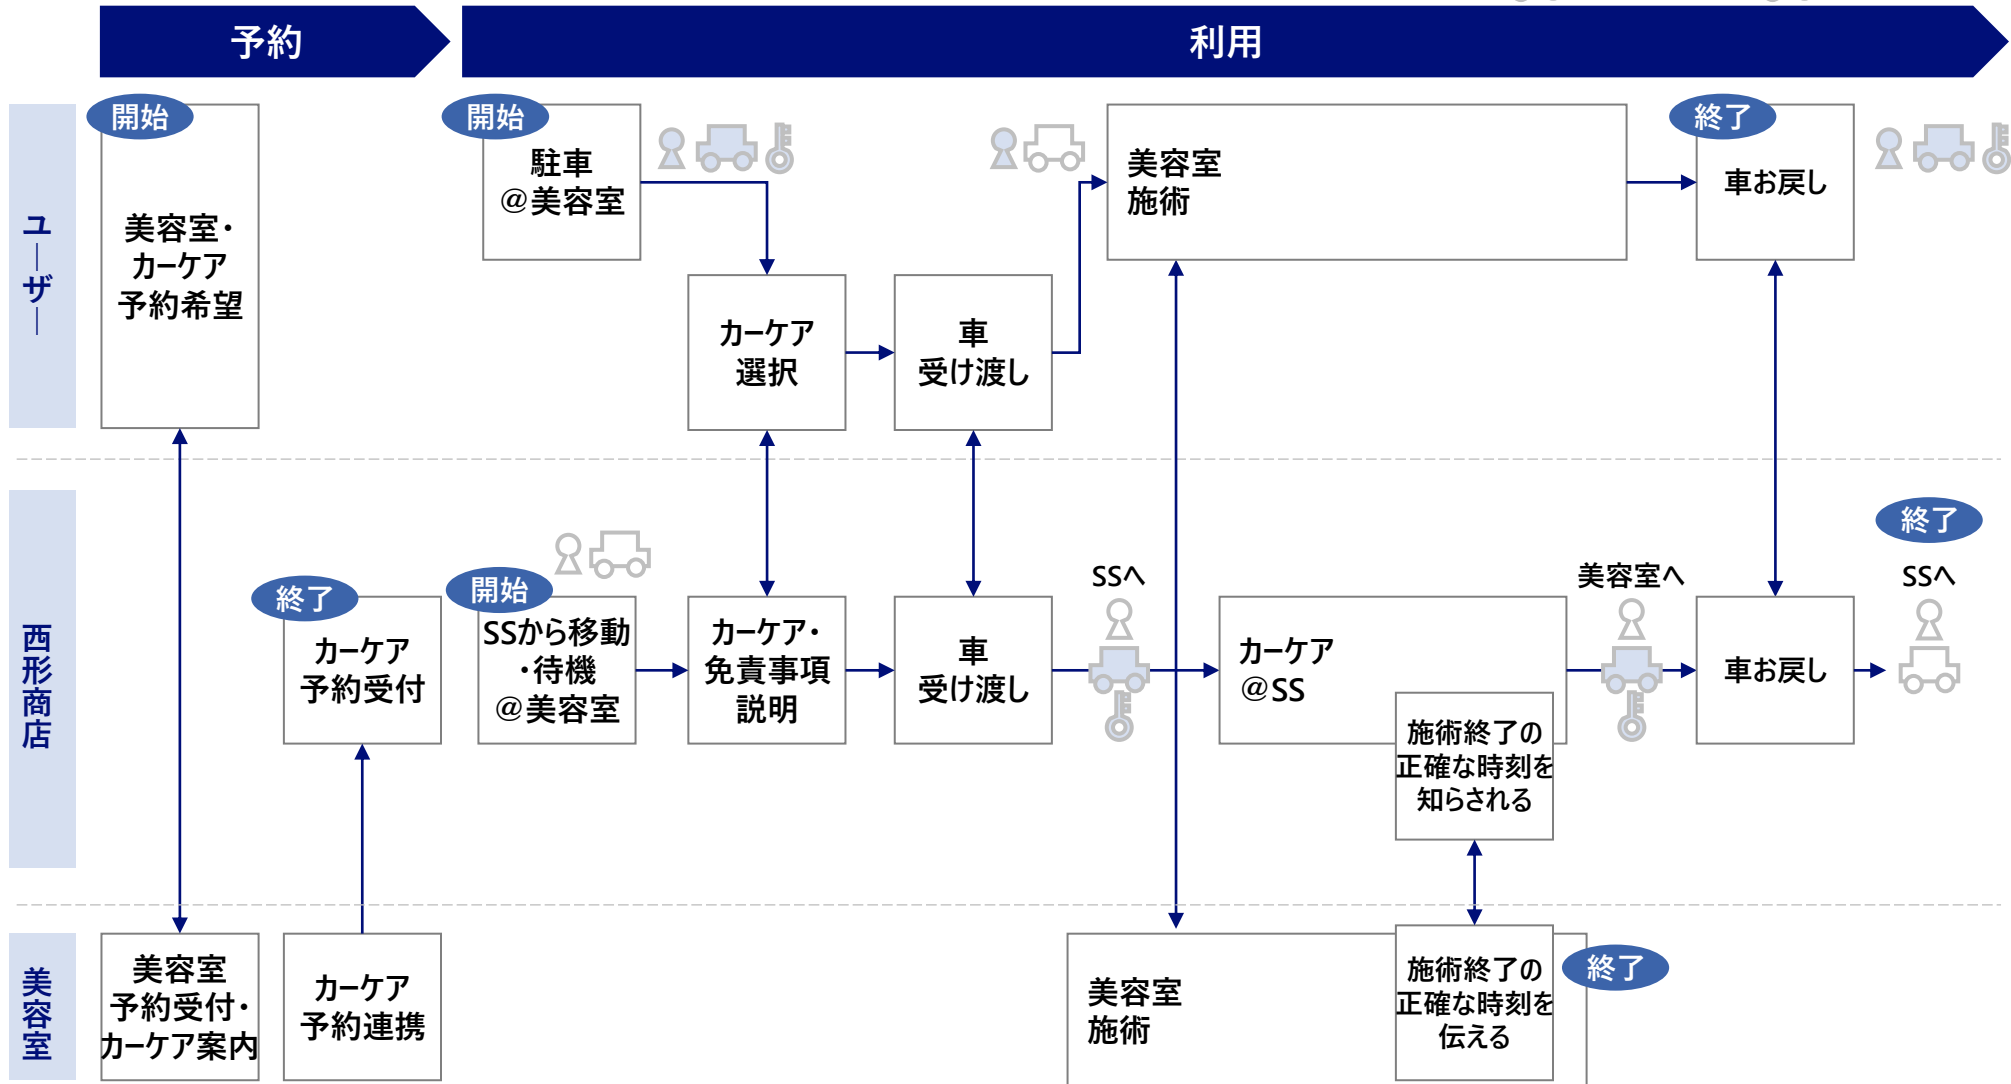 予約
利用
ユーザー
開始
美容室・
カーケア
予約希望
開始
駐車
@美容室
カーケア
選択
車
受け渡し
美容室
施術
終了
車お戻し
西形商店
終了
カーケア
予約受付
開始
SSから移動
・待機
@美容室
カーケア・
免責事項
説明
車
受け渡し
SSへ
カーケア
@SS
施術終了の
正確な時刻を
知らされる
美容室へ
車お戻し
終了
SSへ
美容室
美容室
予約受付・
カーケア案内
カーケア
予約連携
美容室
施術
施術終了の
正確な時刻を
伝える
終了